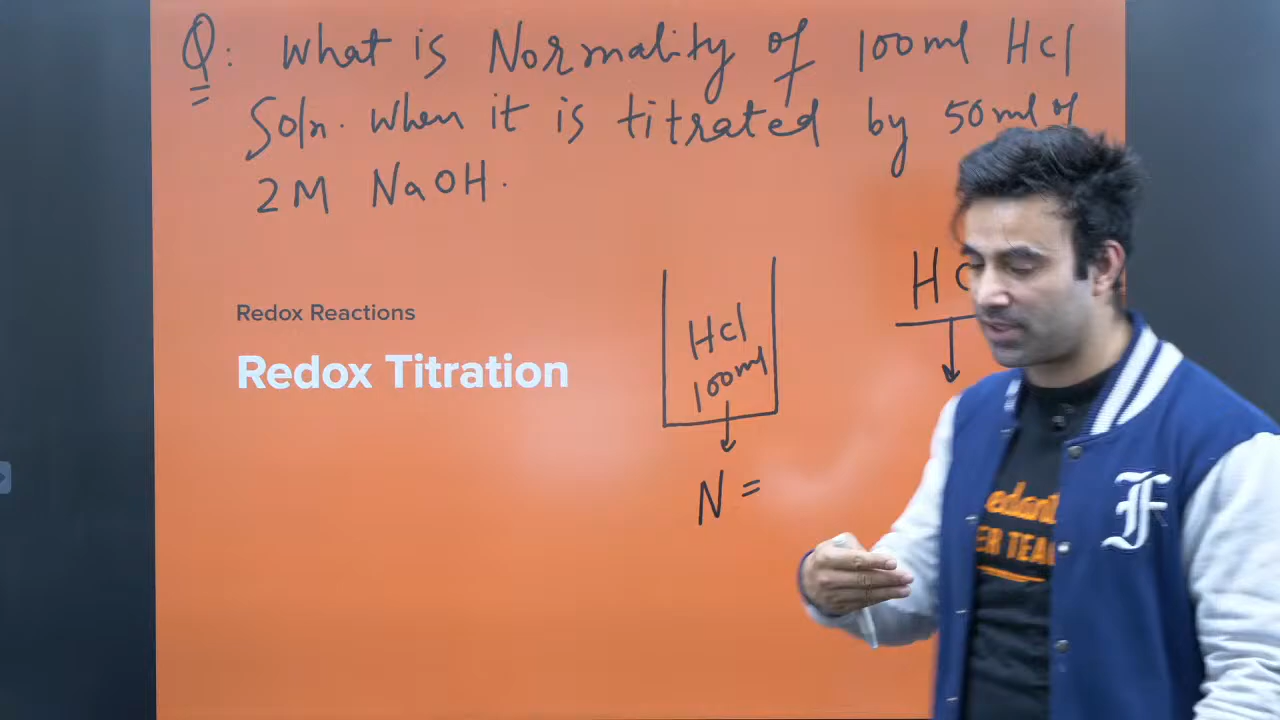 Q: What is Normality of 100ml HCl
Soln. when it is titrated by 50ml of
2M NaOH.
Redox Reactions
Redox Titration
HCl
100ml
N =
H
F